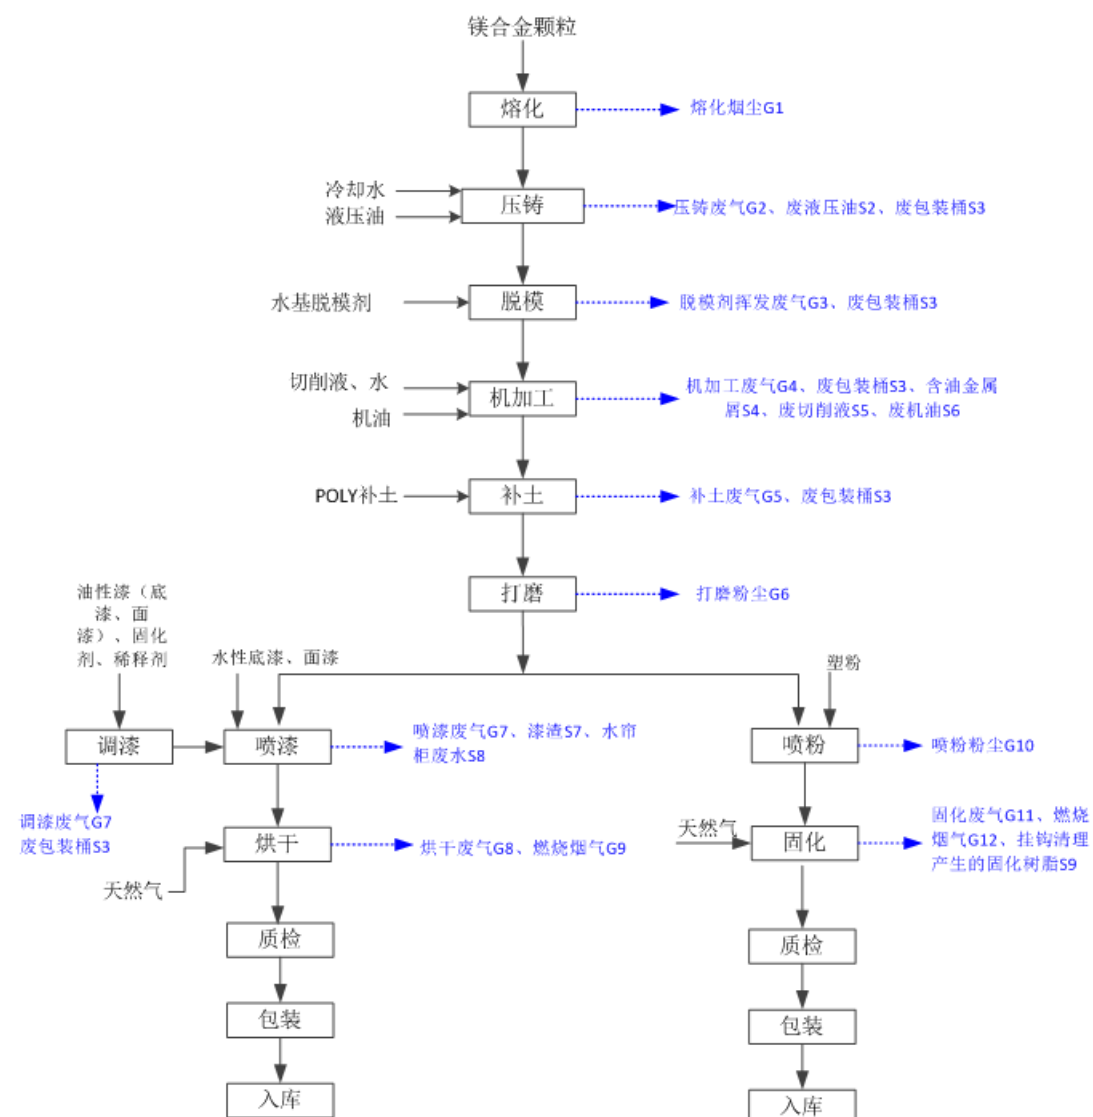 镁合金颗粒
熔化
熔化烟尘G1
冷却水
液压油
压铸
压铸废气G2、废液压油S2、废包装桶S3
水基脱模剂
脱模
脱模剂挥发废气G3、废包装桶S3
切削液、水
机油
机加工
机加工废气G4、废包装桶S3、含油金属
屑S4、废切削液S5、废机油S6
POLY补土
补土
补土废气G5、废包装桶S3
打磨
打磨粉尘G6
油性漆（底
漆、面
漆）、固化
剂、稀释剂
水性底漆、面漆
塑粉
调漆
喷漆
喷漆废气G7、漆渣S7、水帘
柜废水S8
喷粉
喷粉粉尘G10
调漆废气G7
废包装桶S3
烘干
烘干废气G8、燃烧烟气G9
天然气
天然气
固化
固化废气G11、燃烧
烟气G12、挂钩清理
产生的固化树脂S9
质检
质检
包装
包装
入库
入库